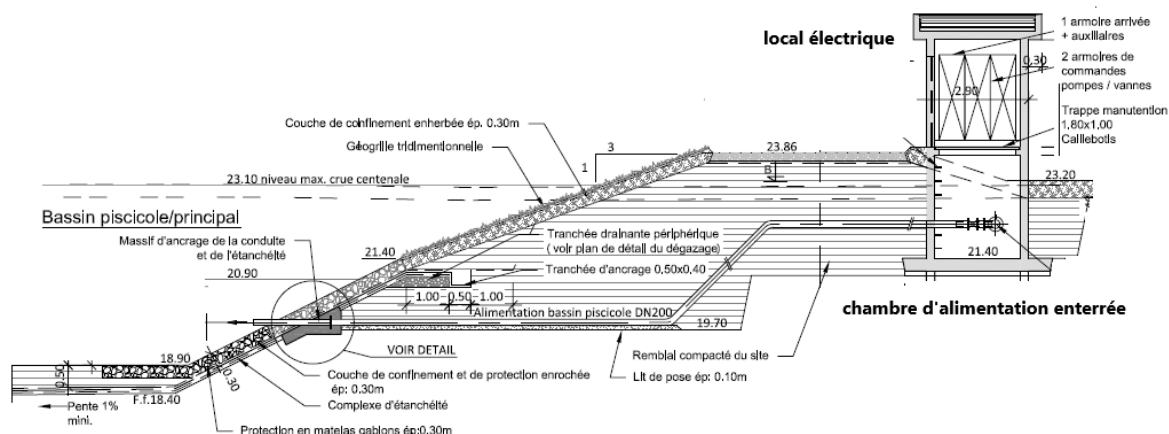 local électrique
1 armoire arrivée
+ auxiliaires
0,30
2 armoires de
commandes
pompes / vannes
2.90
Trappe manutention
1,80x1,00
Caillebotis
Couche de confinement enherbée ép. 0.30m
Géogrille tridimentionnelle
3
1
23.86
B
23.10 niveau max. crue centenale
23.20
Bassin piscicole/principal
Massif d'ancrage de la conduite
et de l'étanchéité
Tranchée drainante périphérique
( voir plan de détail du dégazage)
21.40
21.40
20.90
Tranchée d'ancrage 0,50x0,40
1.00
0.50
1.00
chambre d'alimentation enterrée
Alimentation bassin piscicole DN200
19.70
VOIR DETAIL
Remblai compacté du site
18.90
Lit de pose ép: 0.10m
0.50
0.30
Couche de confinement et de protection enrochée
ép: 0.30m
F.f.18.40
Complexe d'étanchéité
Pente 1%
mini.
Protection en matelas gabions ép:0.30m